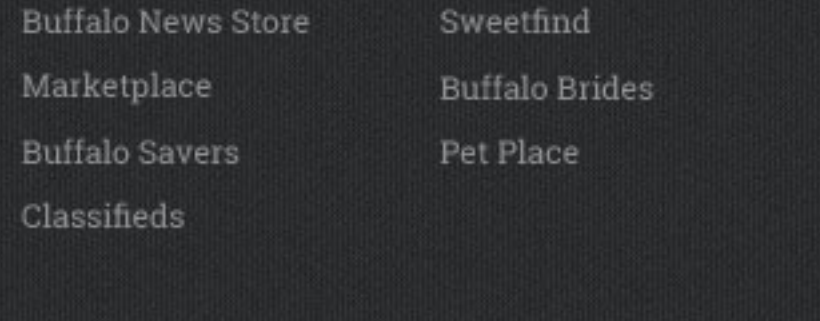 Buffalo News Store
Marketplace
Buffalo Savers
Classifieds
Sweetfind
Buffalo Brides
Pet Place